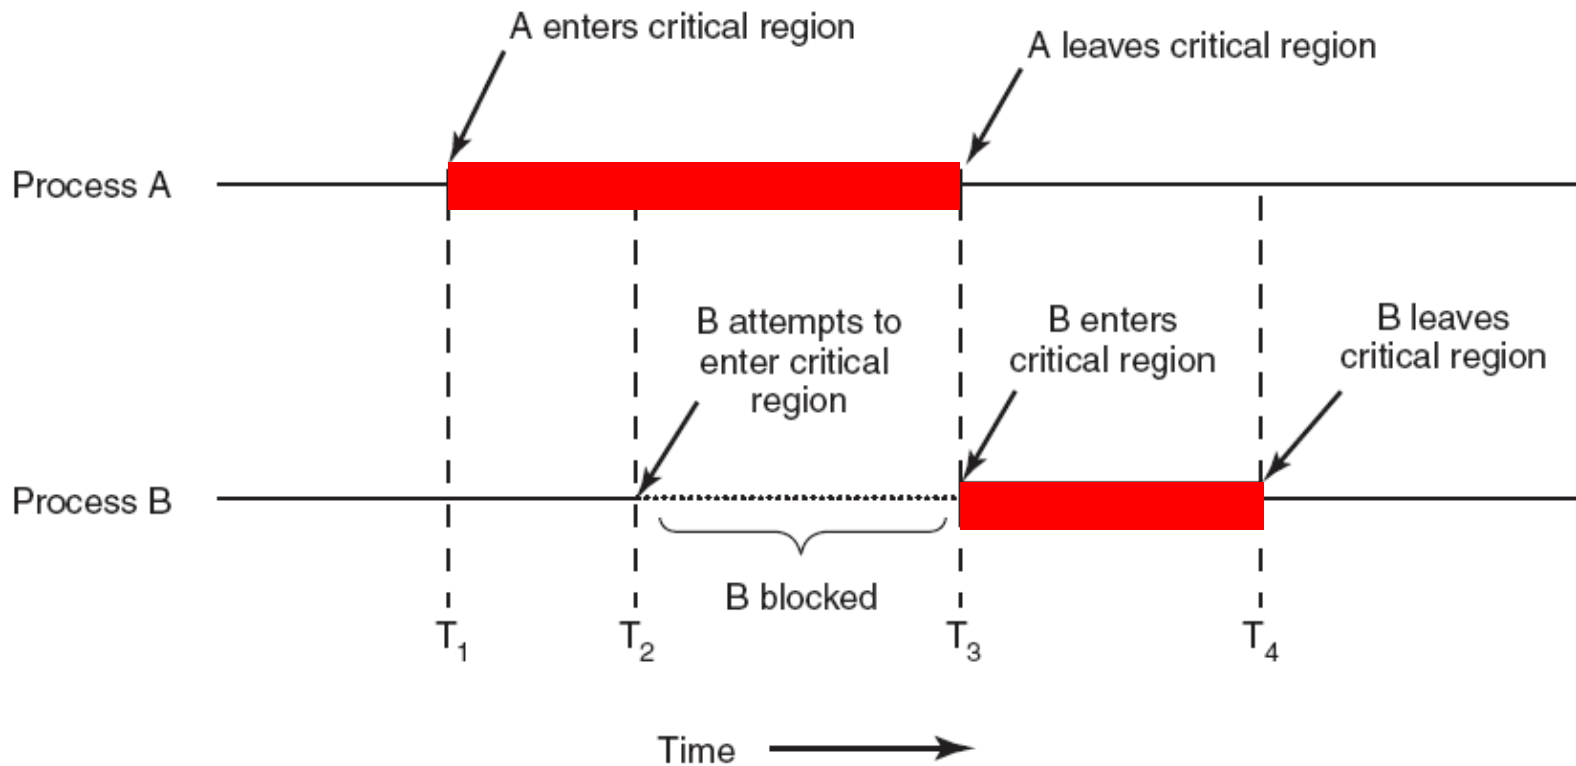 A enters critical region
A leaves critical region
Process A
B attempts to
enter critical
region
B enters
critical region
B leaves
critical region
Process B
B blocked
T1
T2
T3
T4
Time